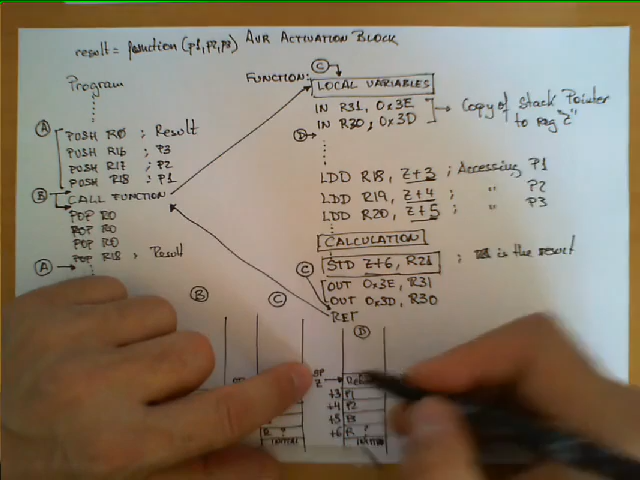 result = function (p1,p2,p3) AVR ACTIVATION BLOCK
Program
A
PUSH R0 ; Result
PUSH R16 ; P3
PUSH R17 ; P2
PUSH R18 ; P1
B CALL FUNCTION
POP R0
POP R0
POP R0
POP R18 ; Result
A
FUNCTION: C
LOCAL VARIABLES
IN R31, 0x3E
IN R30, 0x3D
Copy of Stack Pointer
to reg "Z"
D
LDD R18, Z+3 ; Accessing P1
LDD R19, Z+4 ; " P2
LDD R20, Z+5 ; " P3
CALCULATION
STD Z+6, R21 ; is the result
C
OUT 0x3E, R31
OUT 0x3D, R30
RET
B
C
D
SP
Z
+3 P1
+4 P2
+5 P3
+6 R ?
R ?